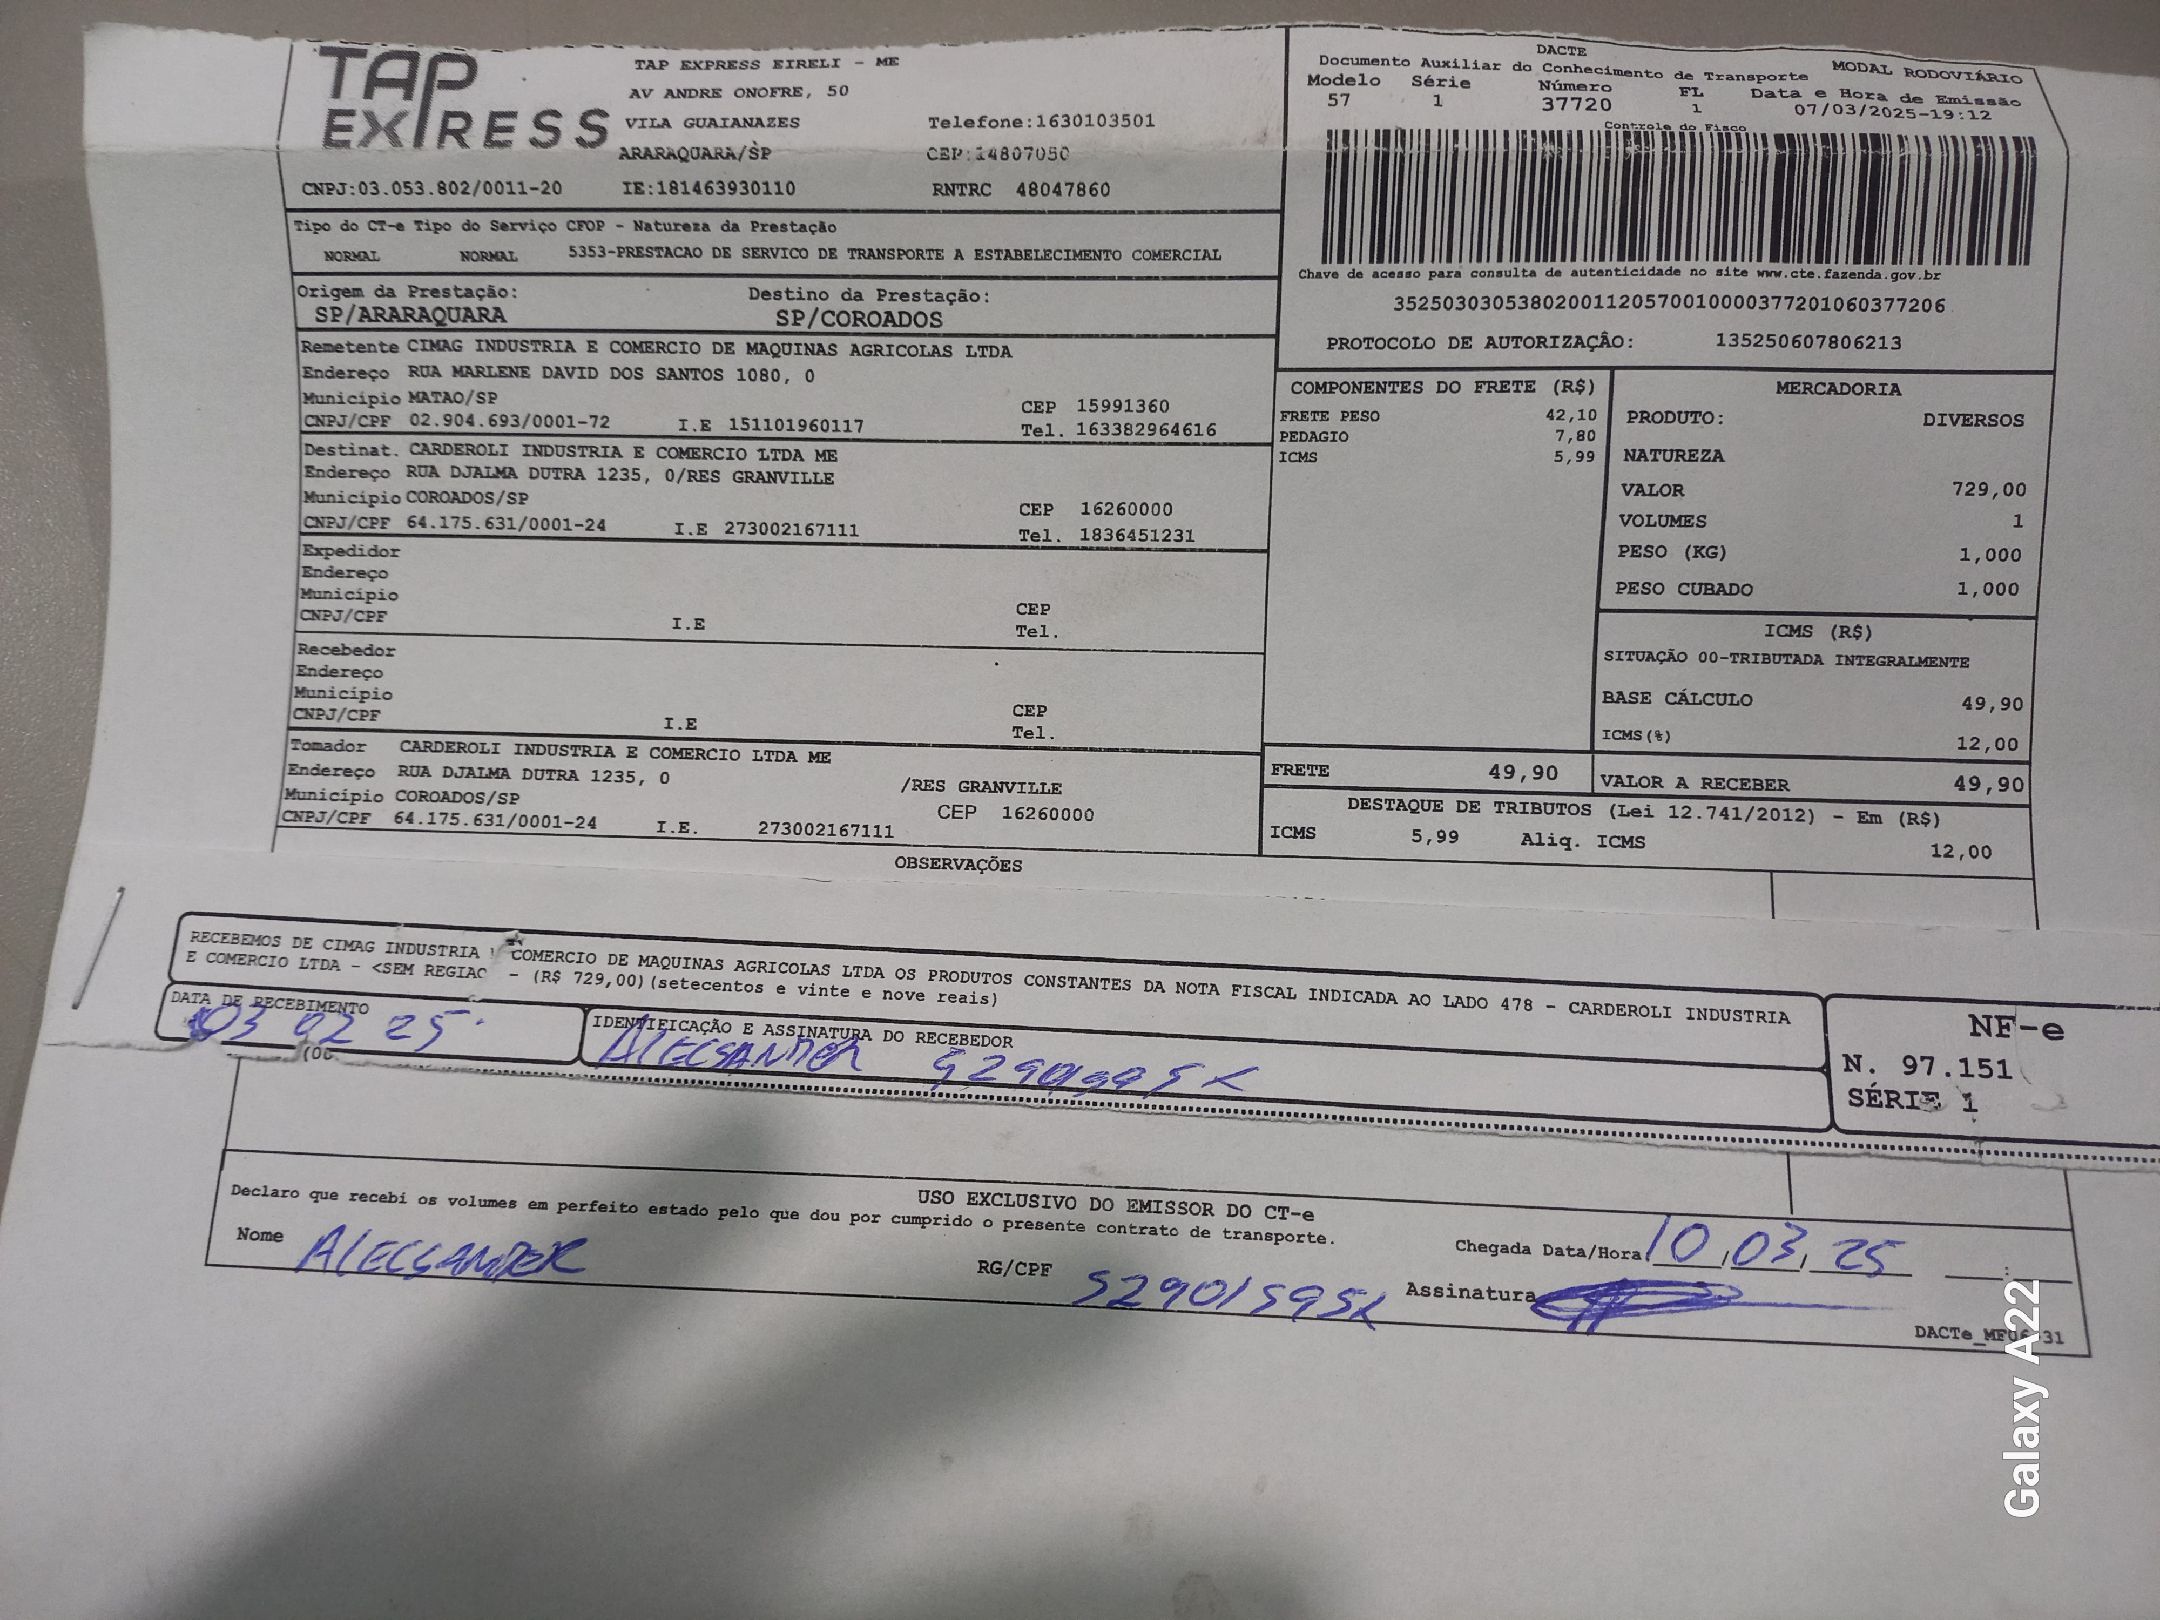 TAP EXPRESS
TAP EXPRESS EIRELI - ME
AV ANDRE ONOFRE, 50
VILA GUAIANAZES Telefone:1630103501
ARARAQUARA/SP CEP:14807050
CNPJ:03.053.802/0011-20 IE:181463930110 RNTRC 48047860
DACTE
Documento Auxiliar do Conhecimento de Transporte MODAL RODOVIÁRIO
Modelo Série Número FL Data e Hora de Emissão
57 1 37720 1 07/03/2025-19:12
Controle do Fisco
Chave de acesso para consulta de autenticidade no site www.cte.fazenda.gov.br
35250303053802001120570010000377201060377206
PROTOCOLO DE AUTORIZAÇÃO: 135250607806213
Tipo do CT-e Tipo do Serviço CFOP - Natureza da Prestação
NORMAL NORMAL 5353-PRESTACAO DE SERVICO DE TRANSPORTE A ESTABELECIMENTO COMERCIAL
Origem da Prestação: Destino da Prestação:
SP/ARARAQUARA SP/COROADOS
Remetente CIMAG INDUSTRIA E COMERCIO DE MAQUINAS AGRICOLAS LTDA
Endereço RUA MARLENE DAVID DOS SANTOS 1080, 0
Município MATAO/SP CEP 15991360
CNPJ/CPF 02.904.693/0001-72 I.E 151101960117 Tel. 163382964616
Destinat. CARDEROLI INDUSTRIA E COMERCIO LTDA ME
Endereço RUA DJALMA DUTRA 1235, 0/RES GRANVILLE
Município COROADOS/SP CEP 16260000
CNPJ/CPF 64.175.631/0001-24 I.E 273002167111 Tel. 1836451231
Expedidor
Endereço
Município CEP
CNPJ/CPF I.E Tel.
Recebedor
Endereço
Município CEP
CNPJ/CPF I.E Tel.
Tomador CARDEROLI INDUSTRIA E COMERCIO LTDA ME
Endereço RUA DJALMA DUTRA 1235, 0 /RES GRANVILLE
Município COROADOS/SP CEP 16260000
CNPJ/CPF 64.175.631/0001-24 I.E. 273002167111
COMPONENTES DO FRETE (R$)
FRETE PESO 42,10
PEDAGIO 7,80
ICMS 5,99
MERCADORIA
PRODUTO: DIVERSOS
NATUREZA
VALOR 729,00
VOLUMES 1
PESO (KG) 1,000
PESO CUBADO 1,000
ICMS (R$)
SITUAÇÃO 00-TRIBUTADA INTEGRALMENTE
BASE CÁLCULO 49,90
ICMS(%) 12,00
FRETE 49,90 VALOR A RECEBER 49,90
DESTAQUE DE TRIBUTOS (Lei 12.741/2012) - Em (R$)
ICMS 5,99 Aliq. ICMS 12,00
OBSERVAÇÕES
RECEBEMOS DE CIMAG INDUSTRIA COMERCIO DE MAQUINAS AGRICOLAS LTDA OS PRODUTOS CONSTANTES DA NOTA FISCAL INDICADA AO LADO 478 - CARDEROLI INDUSTRIA
E COMERCIO LTDA - <SEM REGIAO - (R$ 729,00)(setecentos e vinte e nove reais)
DATA DE RECEBIMENTO IDENTIFICAÇÃO E ASSINATURA DO RECEBEDOR
03 02 25 ALECSANDER 52901595X
NF-e
N. 97.151
SÉRIE 1
USO EXCLUSIVO DO EMISSOR DO CT-e
Declaro que recebi os volumes em perfeito estado pelo que dou por cumprido o presente contrato de transporte.
Nome ALECSANDER RG/CPF 52901595X Chegada Data/Hora 10/03/25 :
Assinatura
Galaxy A22